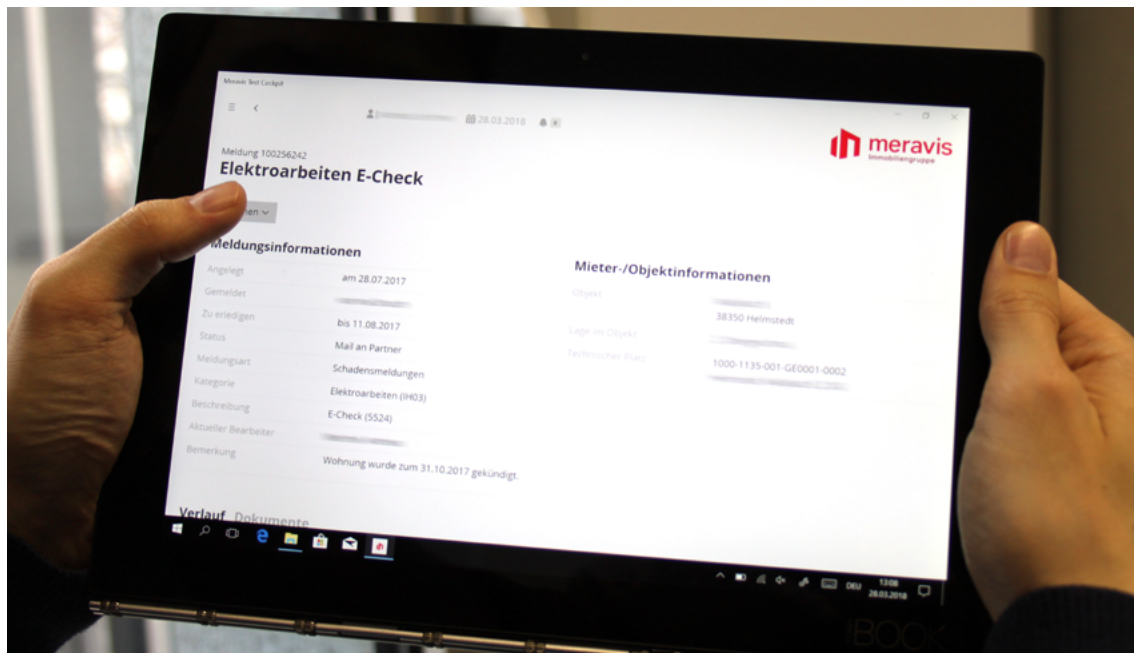 Meravis Test Cockpit
28.03.2018
meravis
Immobiliengruppe
Meldung 100256242
Elektroarbeiten E-Check
Meldungsinformationen
Angelegt am 28.07.2017
Gemeldet
Zu erledigen bis 11.08.2017
Status Mail an Partner
Meldungsart Schadensmeldungen
Kategorie Elektroarbeiten (IH03)
Beschreibung E-Check (5524)
Aktueller Bearbeiter
Bemerkung Wohnung wurde zum 31.10.2017 gekündigt.
Mieter-/Objektinformationen
Objekt
38350 Helmstedt
Lage im Objekt
Technischer Platz 1000-1135-001-GE0001-0002
Verlauf Dokumente
DEU 13:08
28.03.2018
BOOK